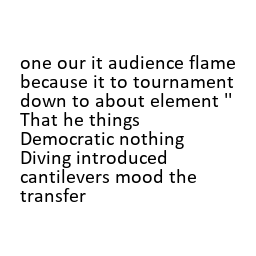 one our it audience flame
because it to tournament
down to about element "
That he things
Democratic nothing
Diving introduced
cantilevers mood the
transfer